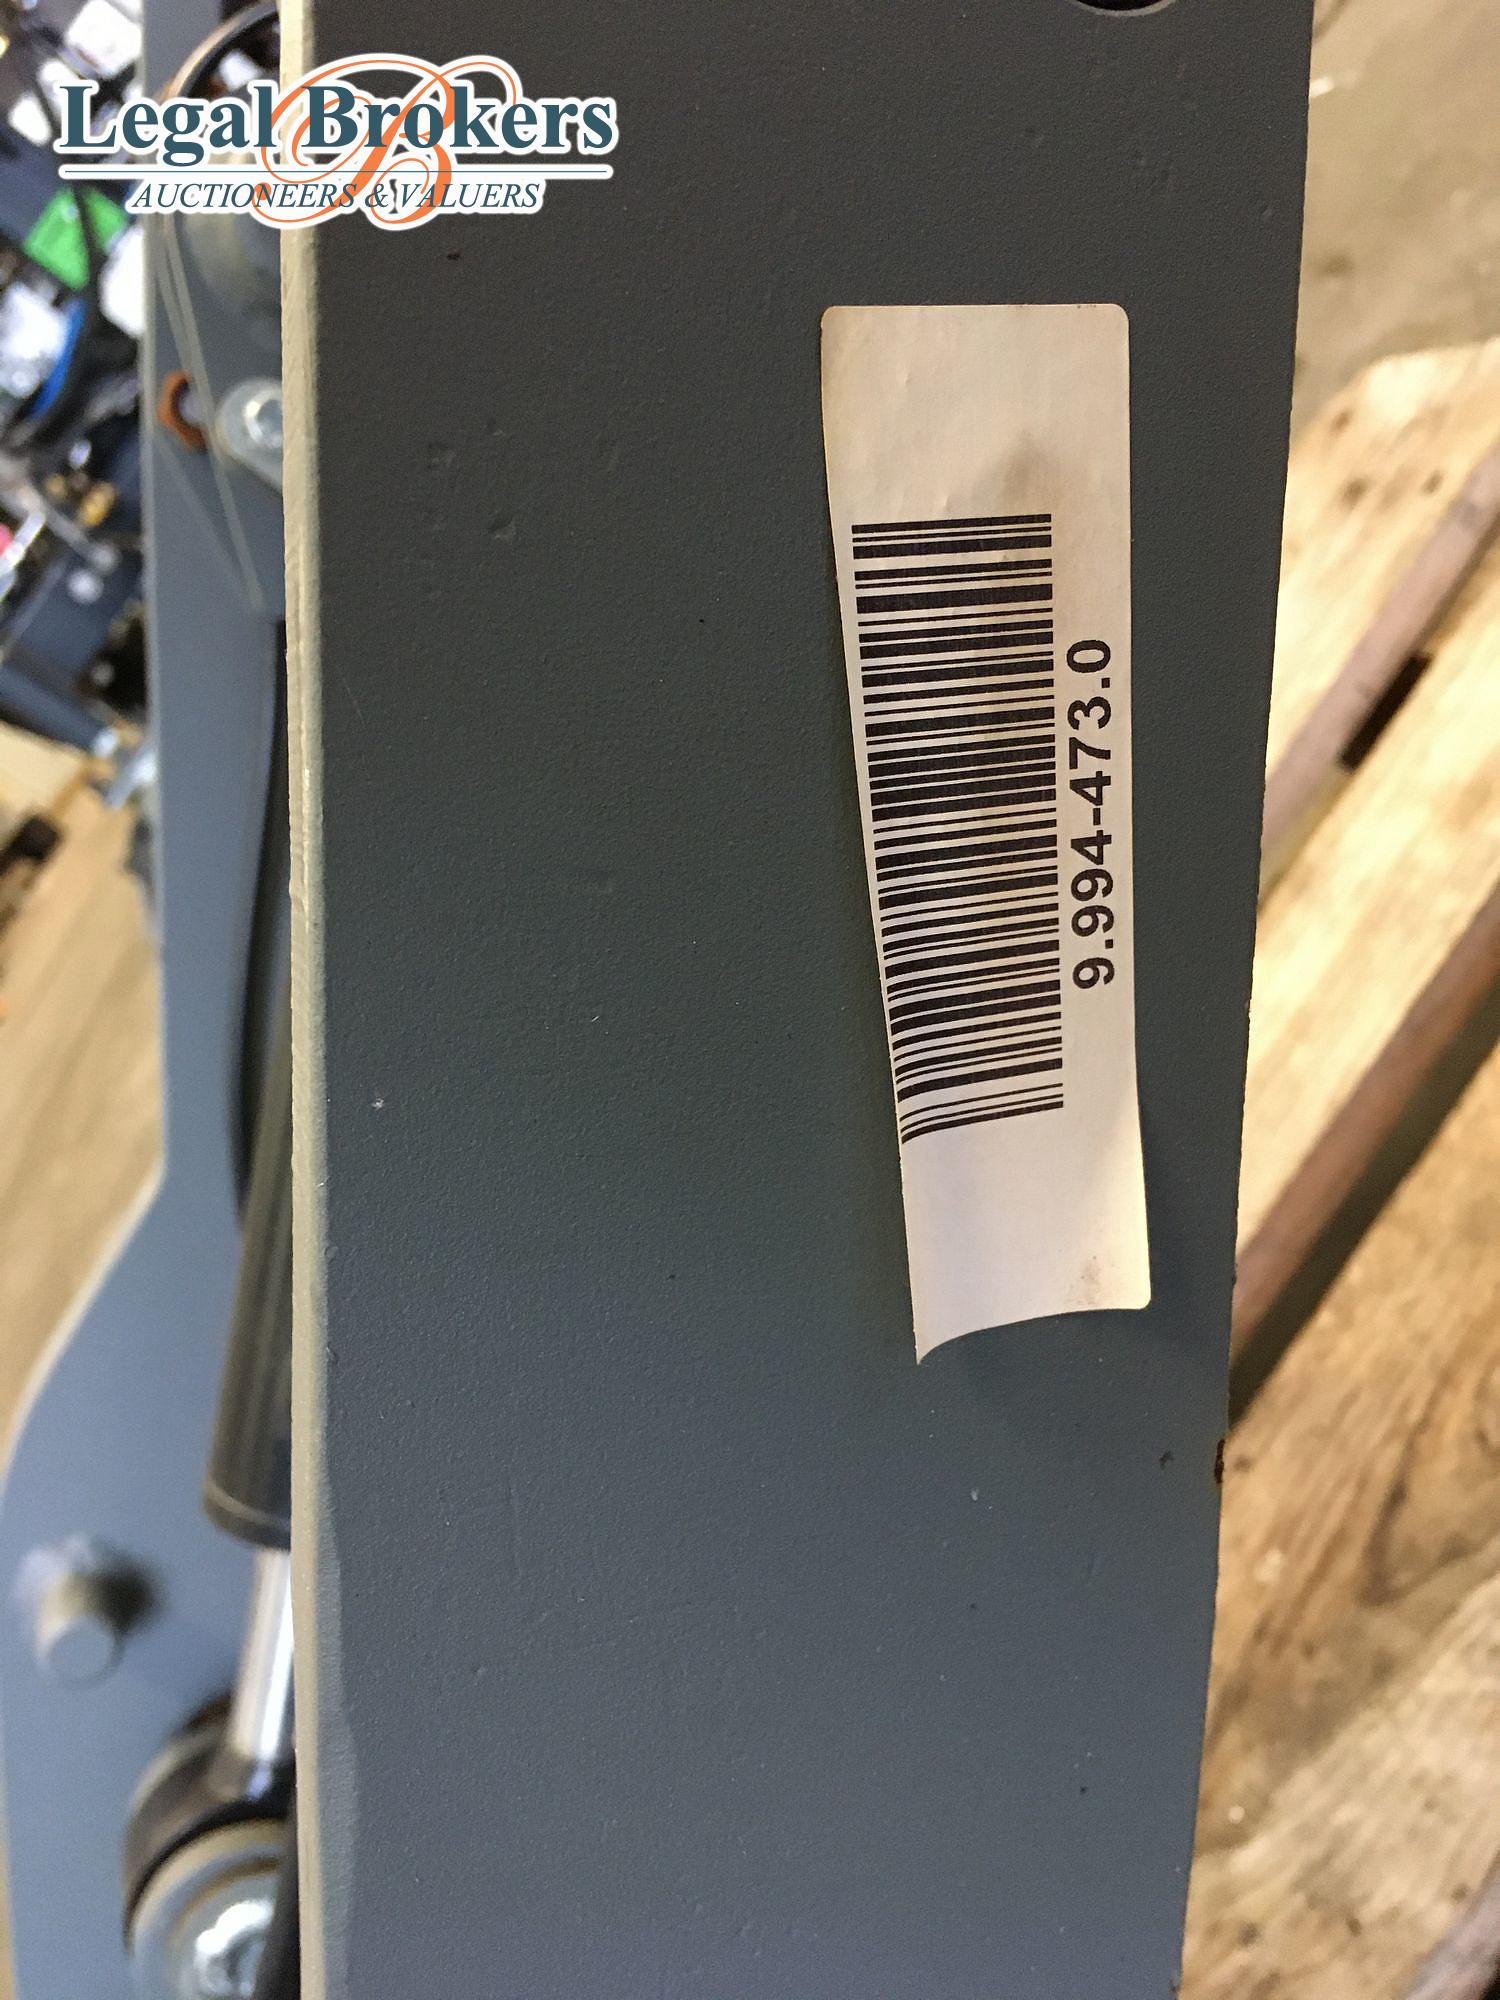 Legal Brokers
AUCTIONEERS & VALUERS
9.994-473.0